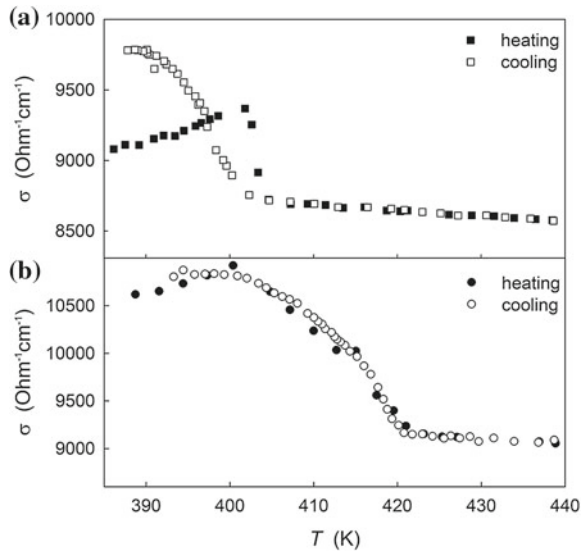 (a)
10000
heating
cooling
9500
σ (Ohm⁻¹cm⁻¹)
9000
8500
(b)
heating
cooling
10500
10000
σ (Ohm⁻¹cm⁻¹)
9500
9000
390 400 410 420 430 440
T (K)